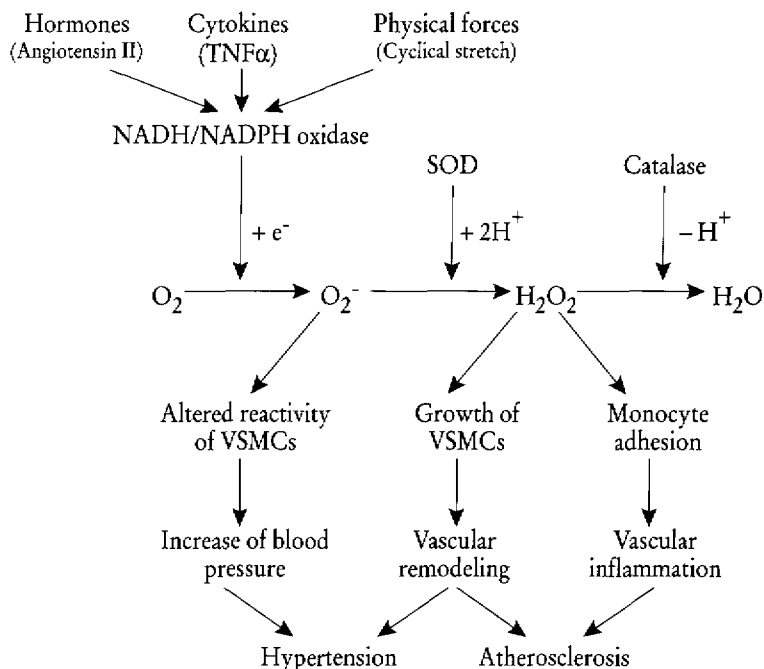 Hormones
(Angiotensin II)
Cytokines
(TNFα)
Physical forces
(Cyclical stretch)
NADH/NADPH oxidase
SOD
Catalase
+ e⁻
+ 2H⁺
– H⁺
O₂
O₂⁻
H₂O₂
H₂O
Altered reactivity
of VSMCs
Growth of
VSMCs
Monocyte
adhesion
Increase of blood
pressure
Vascular
remodeling
Vascular
inflammation
Hypertension
Atherosclerosis